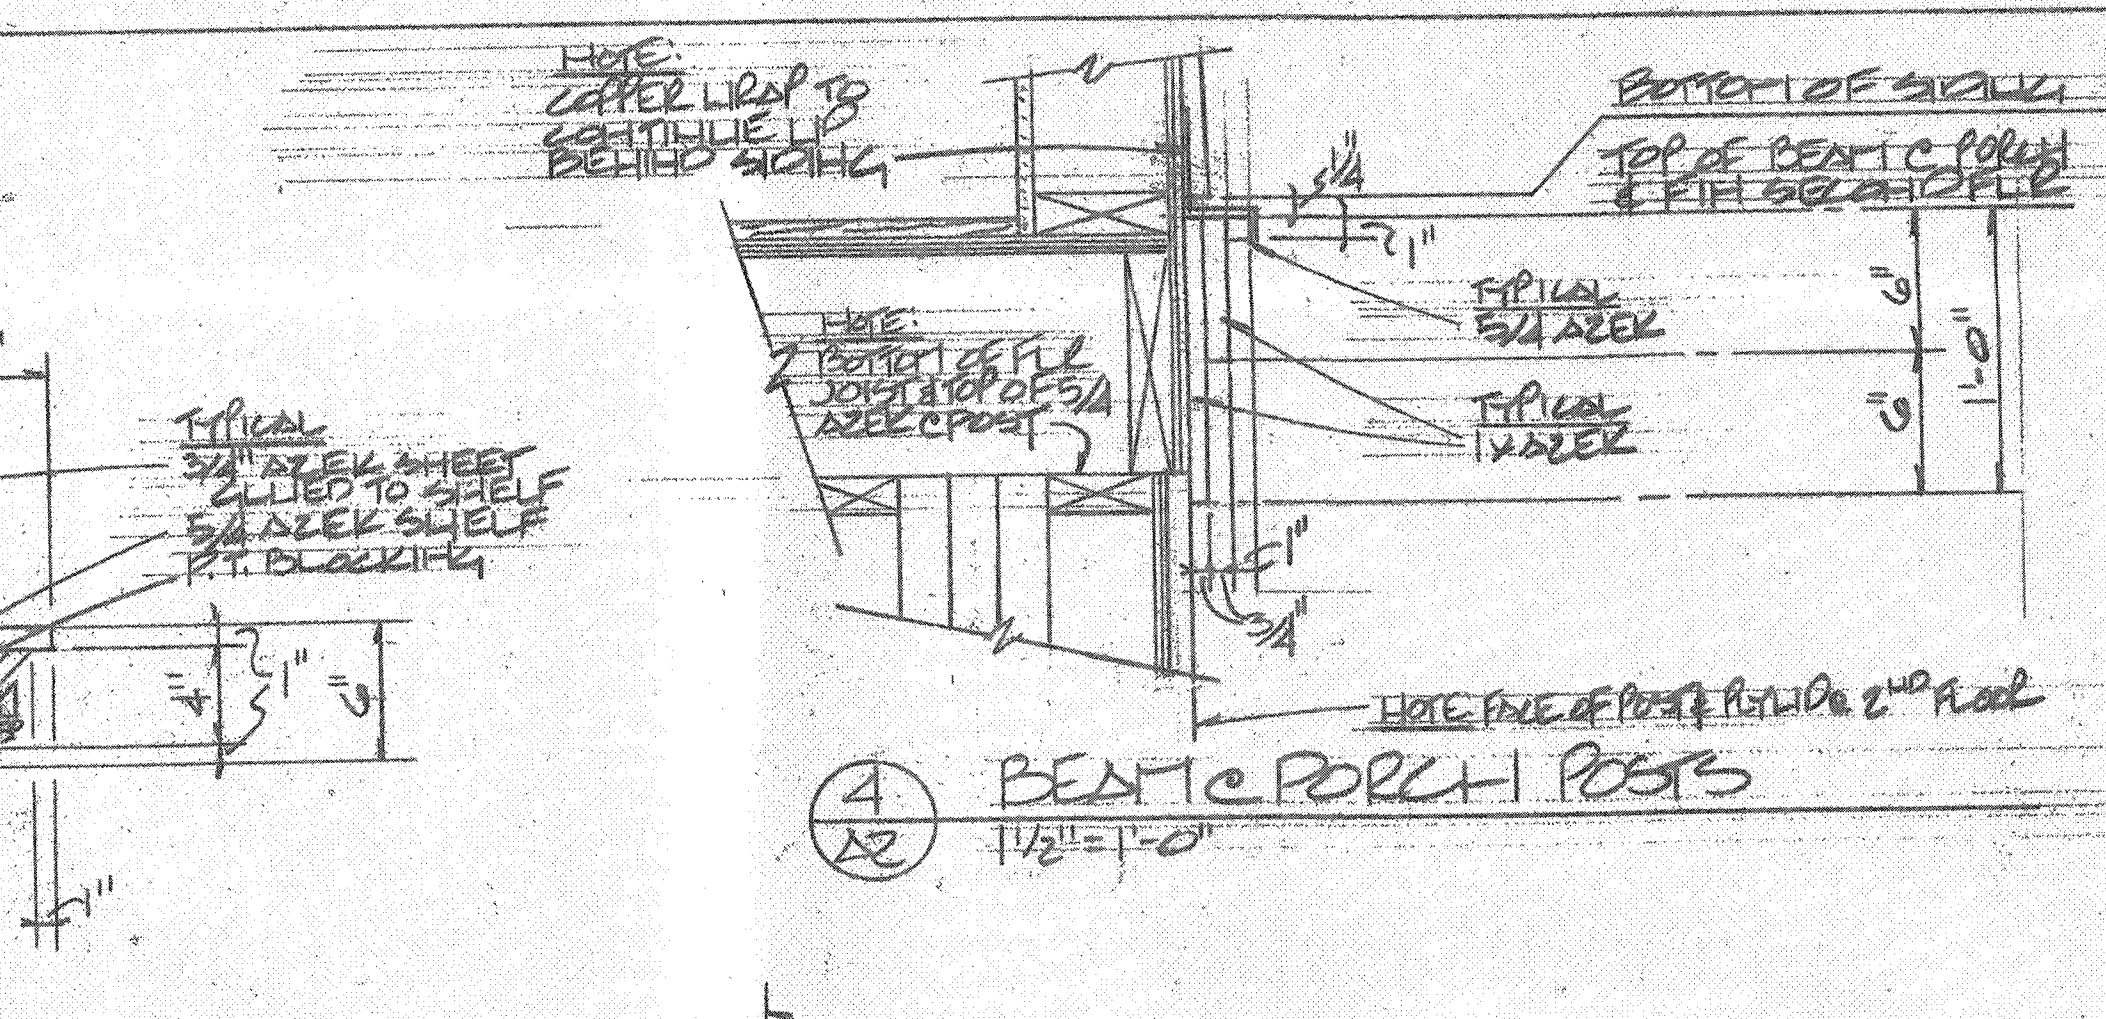 NOTE:
COPPER WRAP TO
CONTINUE UP
BEHIND SIDING
BOTTOM OF SIDING
TOP OF BEAM @ PORCH
& FIN SECOND FLR
1/4"
1"
TYPICAL
5/4 AZEK
6"
1'-0"
NOTE:
BOTTOM OF FLR
JOIST & TOP OF 5/4
AZEK @ POST
TYPICAL
1X AZEK
6"
TYPICAL
3/4" AZEK SHEET
GLUED TO SHELF
5/4 AZEK SHELF
P.T. BLOCKING
1"
3/4"
4"
1"
6"
NOTE FACE OF POST & PLYWD @ 2ND FLOOR
4
A2
BEAM @ PORCH POSTS
1 1/2" = 1'-0"
1"